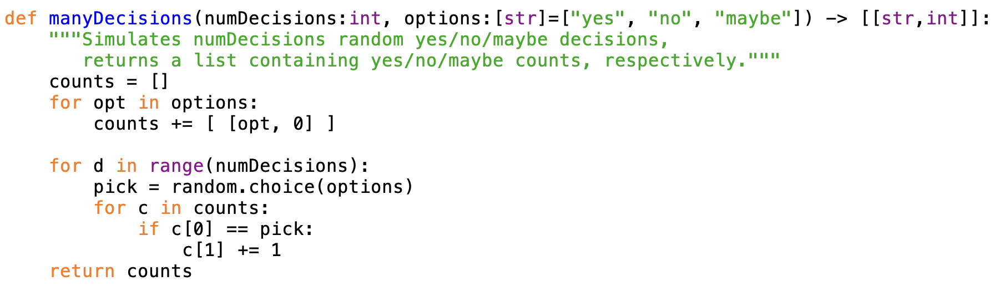 def manyDecisions(numDecisions:int, options:[str]=["yes", "no", "maybe"]) -> [[str,int]]:
    """Simulates numDecisions random yes/no/maybe decisions,
       returns a list containing yes/no/maybe counts, respectively."""
    counts = []
    for opt in options:
        counts += [ [opt, 0] ]

    for d in range(numDecisions):
        pick = random.choice(options)
        for c in counts:
            if c[0] == pick:
                c[1] += 1
    return counts